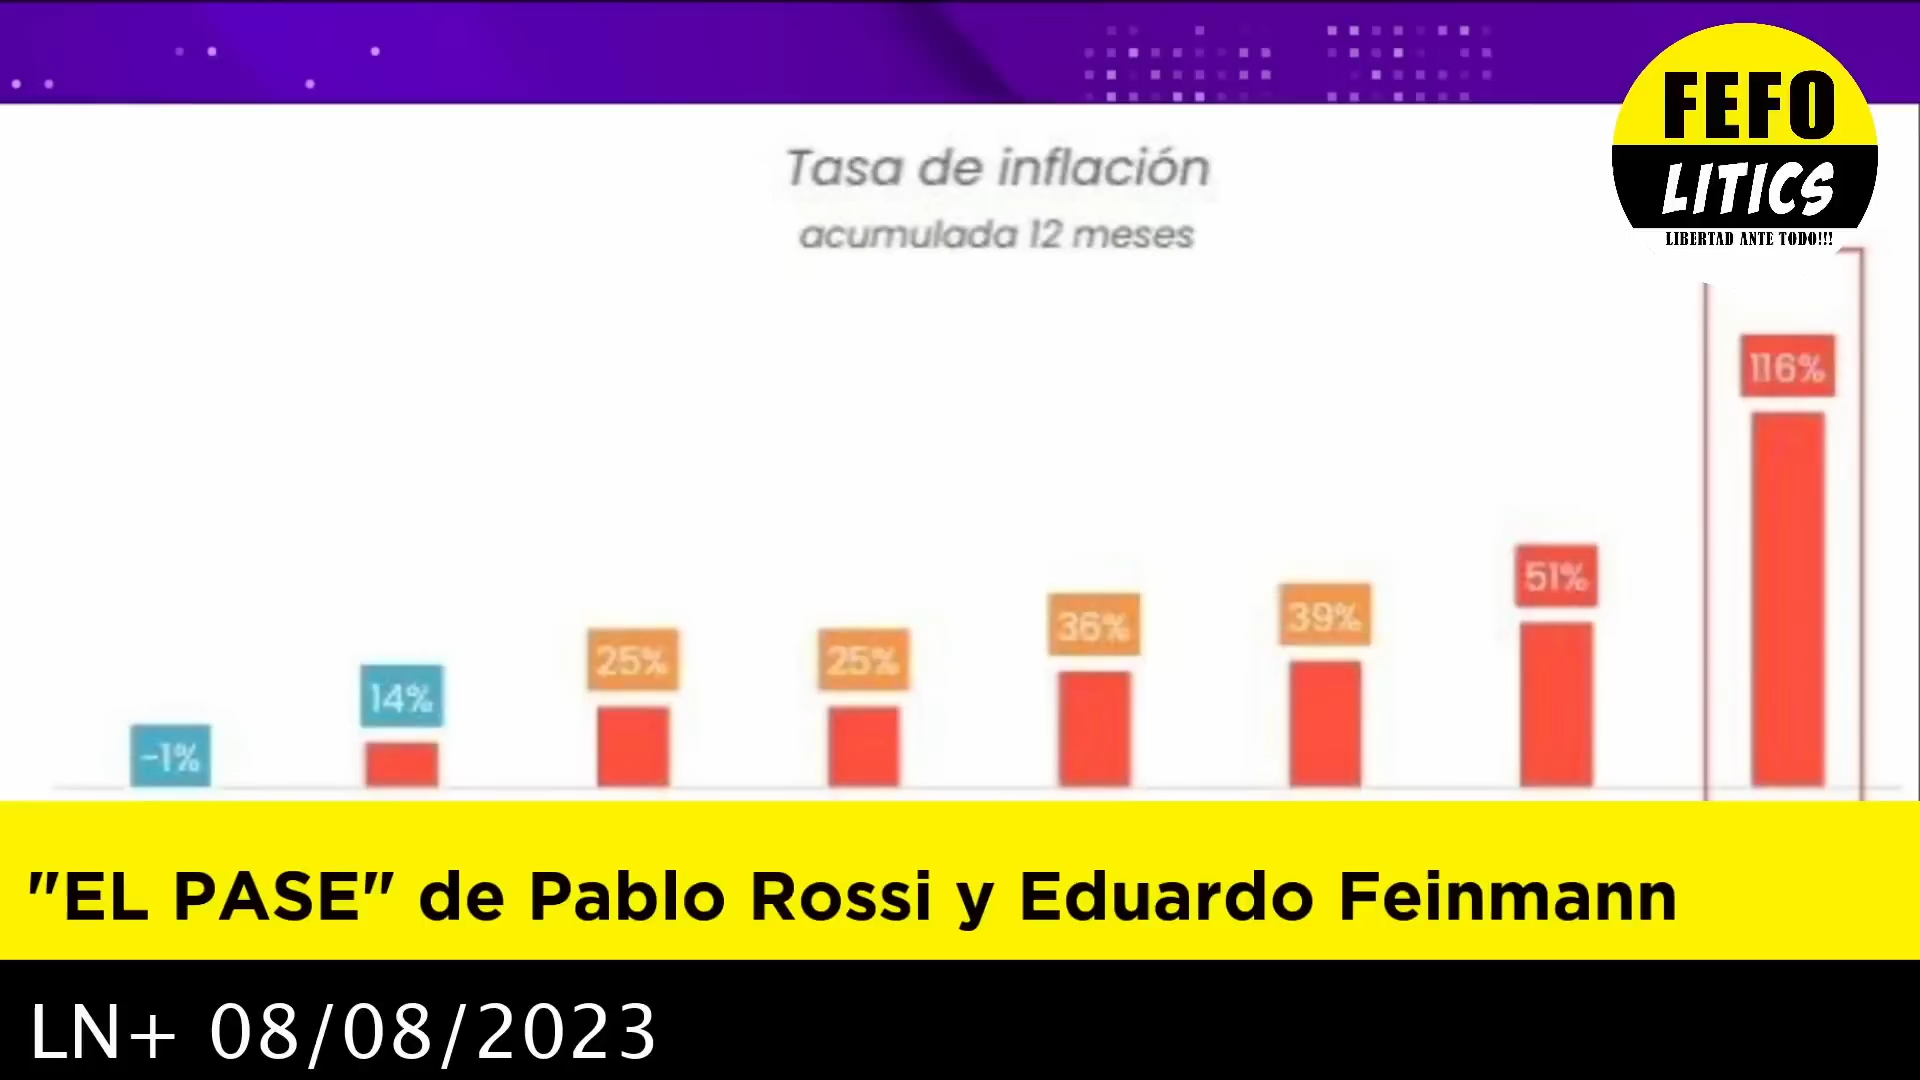 FEFO
LITICS
LIBERTAD ANTE TODO!!!
Tasa de inflación
acumulada 12 meses
-1%
14%
25%
25%
36%
39%
51%
116%
"EL PASE" de Pablo Rossi y Eduardo Feinmann
LN+ 08/08/2023